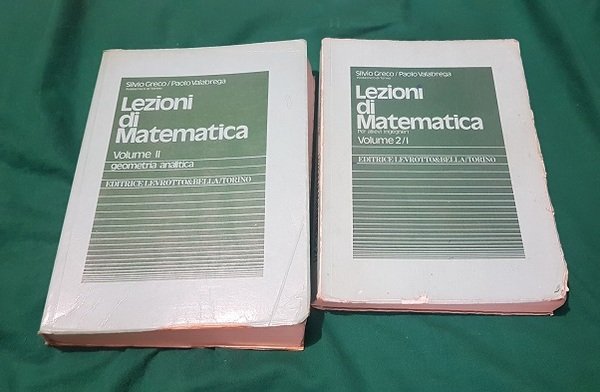 Silvio Greco/Paolo Valabrega
Lezioni
di
Matematica
Volume II
geometria analitica
EDITRICE LEVROTTO&BELLA/TORINO
Silvio Greco/Paolo Valabrega
Lezioni
di
Matematica
Per allievi ingegneri
Volume 2/I
EDITRICE LEVROTTO&BELLA/TORINO